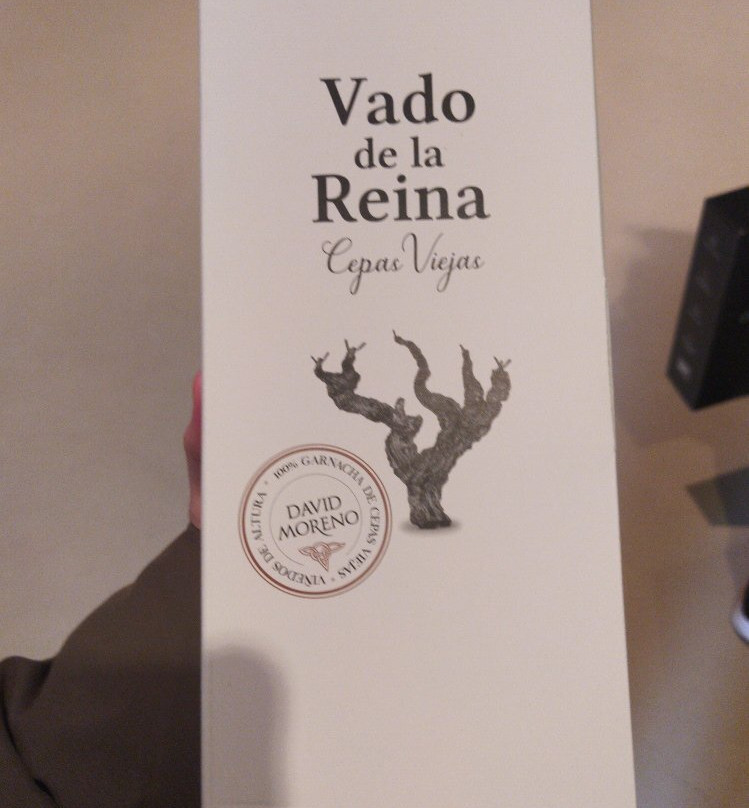 Vado
de la
Reina
Cepas Viejas
100% GARNACHA DE CEPAS VIEJAS • VIÑEDOS DE ALTURA •
DAVID
MORENO